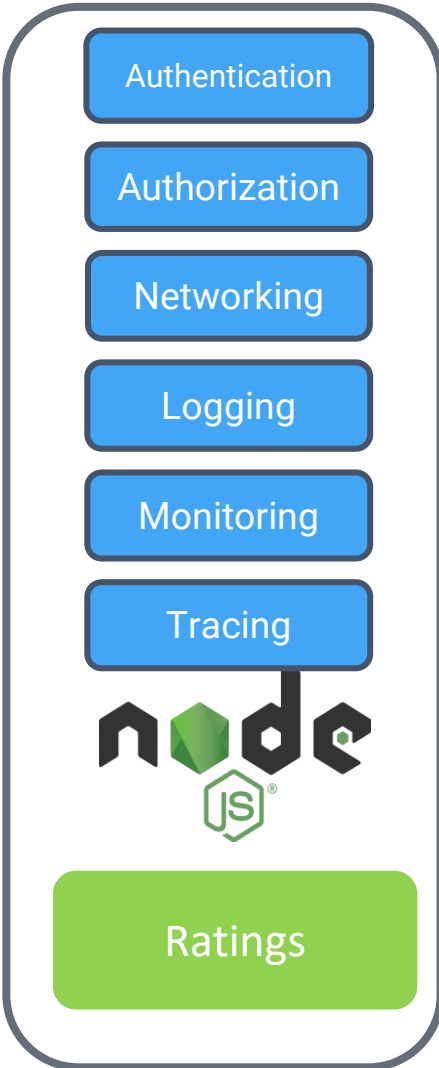 Authentication
Authorization
Networking
Logging
Monitoring
Tracing
node
JS®
Ratings